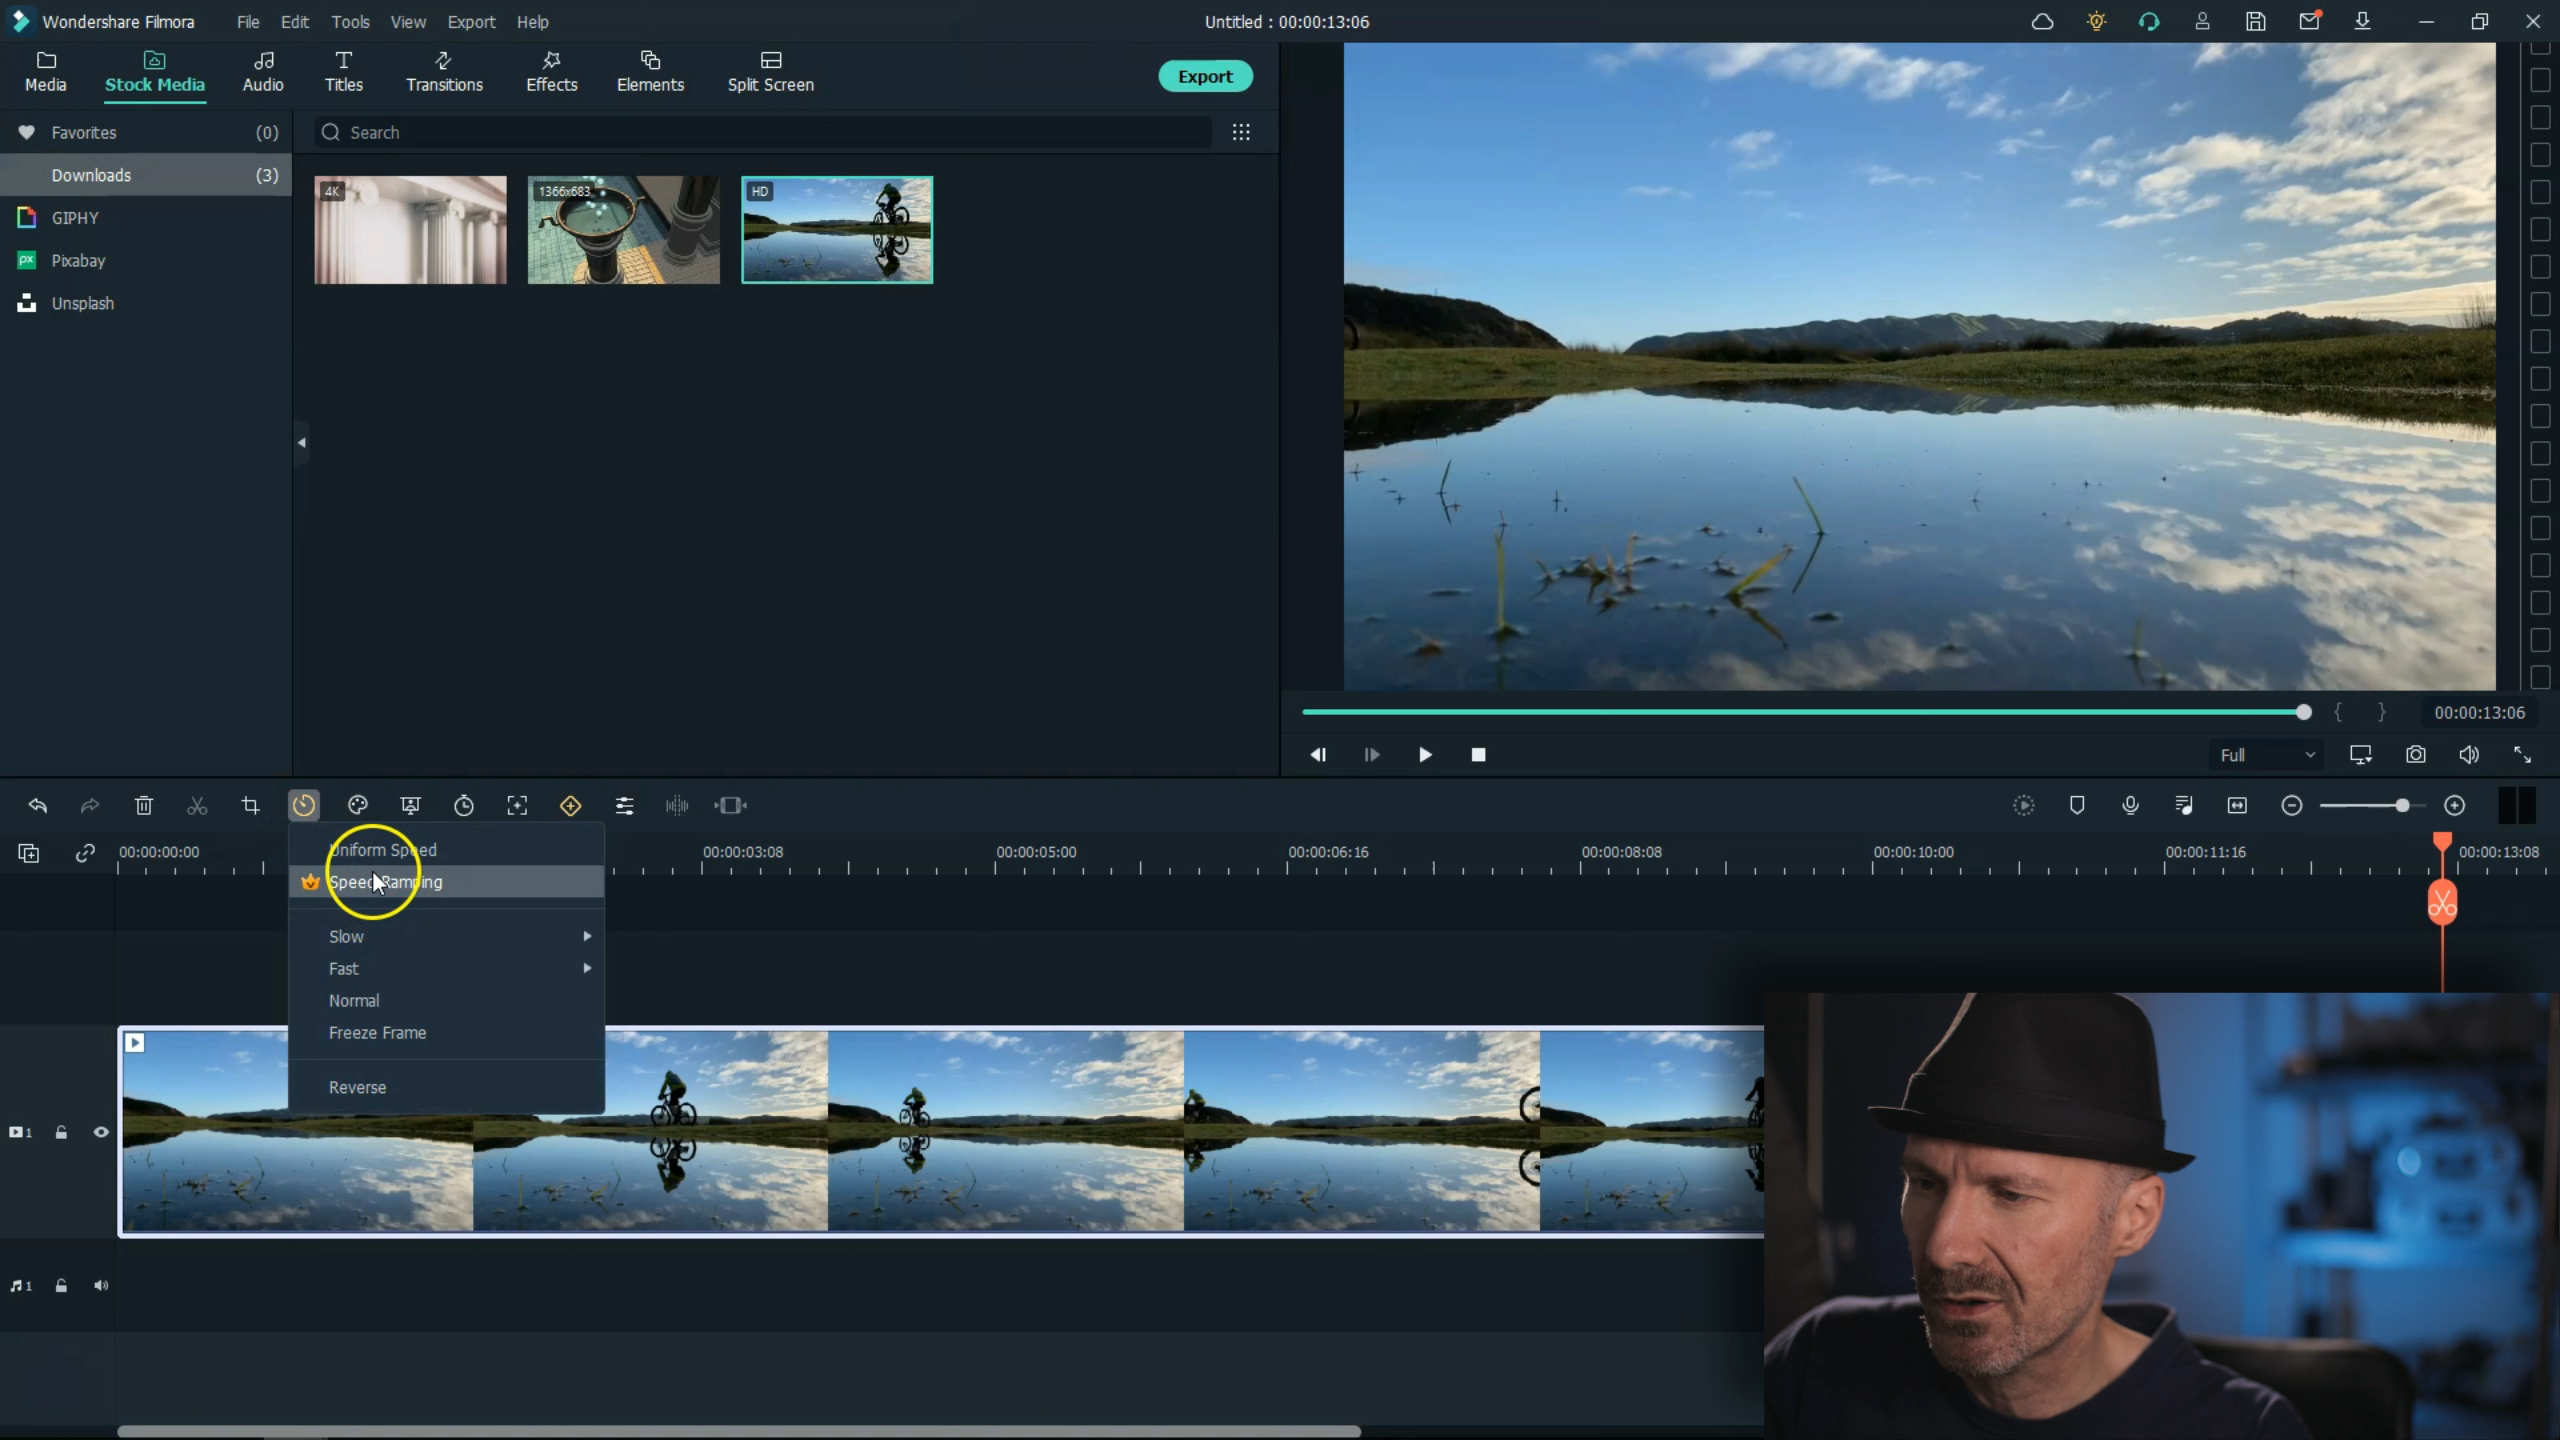 Wondershare Filmora File Edit Tools View Export Help Untitled : 00:00:13:06
Media Stock Media Audio Titles Transitions Effects Elements Split Screen Export
Favorites (0)
Downloads (3)
GIPHY
Pixabay
Unsplash
Search
4K 1366x683 HD
00:00:13:06
Full
00:00:00:00 00:00:03:08 00:00:05:00 00:00:06:16 00:00:08:08 00:00:10:00 00:00:11:16 00:00:13:08
Uniform Speed
Speed Ramping
Slow
Fast
Normal
Freeze Frame
Reverse
1
1
px